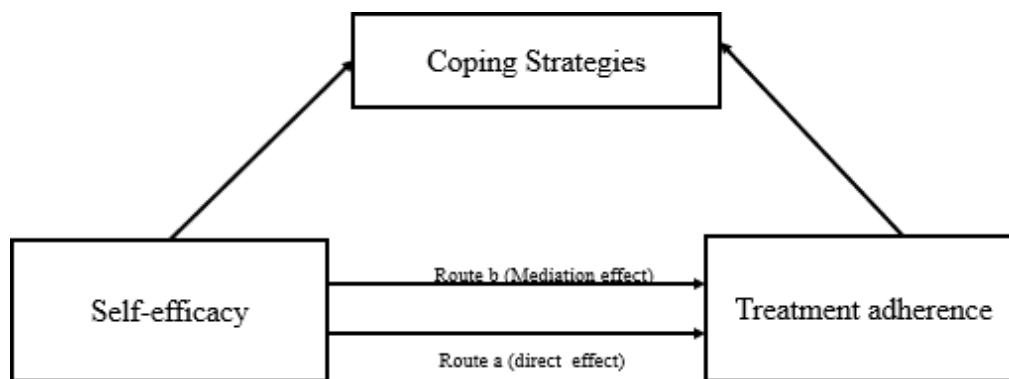 Coping Strategies
Route b (Mediation effect)
Self-efficacy
Treatment adherence
Route a (direct effect)